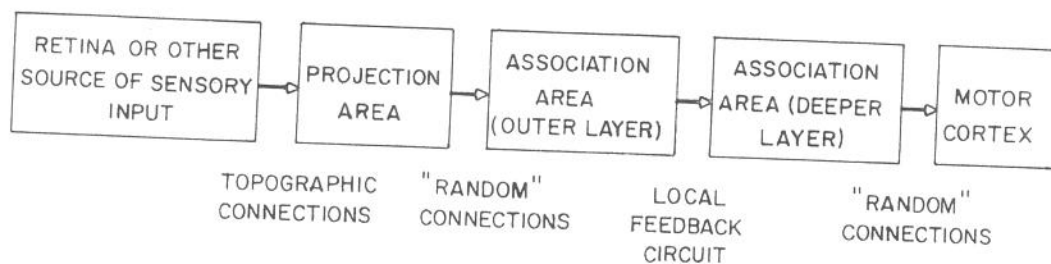 RETINA OR OTHER
SOURCE OF SENSORY
INPUT
PROJECTION
AREA
ASSOCIATION
AREA
(OUTER LAYER)
ASSOCIATION
AREA (DEEPER
LAYER)
MOTOR
CORTEX
TOPOGRAPHIC
CONNECTIONS
"RANDOM"
CONNECTIONS
LOCAL
FEEDBACK
CIRCUIT
"RANDOM"
CONNECTIONS